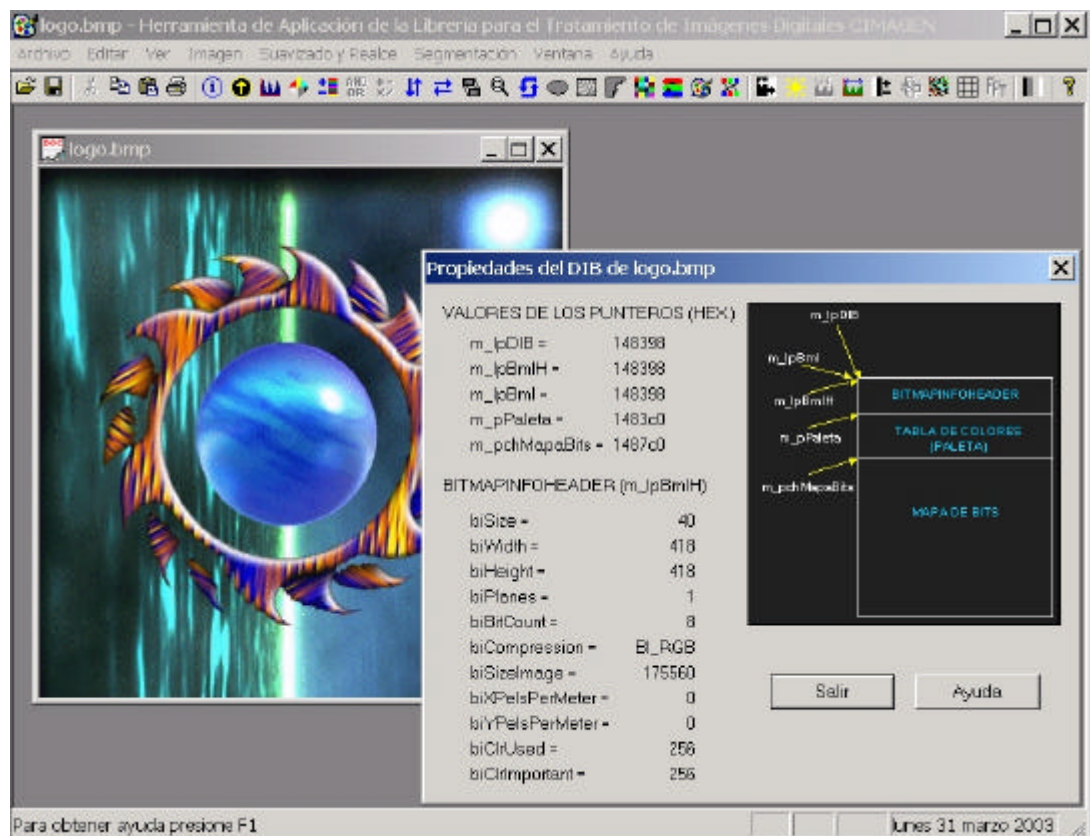 logo.bmp - Herramienta de Aplicación de la Librería para el Tratamiento de Imágenes Digitales CIMAGEN
Archivo Editar Ver Imagen Suavizado y Realce Segmentación Ventana Ayuda
AND
OR
FFT
logo.bmp
Propiedades del DIB de logo.bmp
VALORES DE LOS PUNTEROS (HEX)
m_lpDIB = 148398
m_lpBmIH = 148398
m_lpBmI = 148398
m_pPaleta = 1483c0
m_pchMapaBits = 1487c0
BITMAPINFOHEADER (m_lpBmIH)
biSize = 40
biWidth = 418
biHeight = 418
biPlanes = 1
biBitCount = 8
biCompression = BI_RGB
biSizeImage = 175560
biXPelsPerMeter = 0
biYPelsPerMeter = 0
biClrUsed = 256
biClrImportant = 256
m_lpDIB
m_lpBmI
m_lpBmIH
m_pPaleta
m_pchMapaBits
BITMAPINFOHEADER
TABLA DE COLORES
(PALETA)
MAPA DE BITS
Salir Ayuda
Para obtener ayuda presione F1
lunes 31 marzo 2003